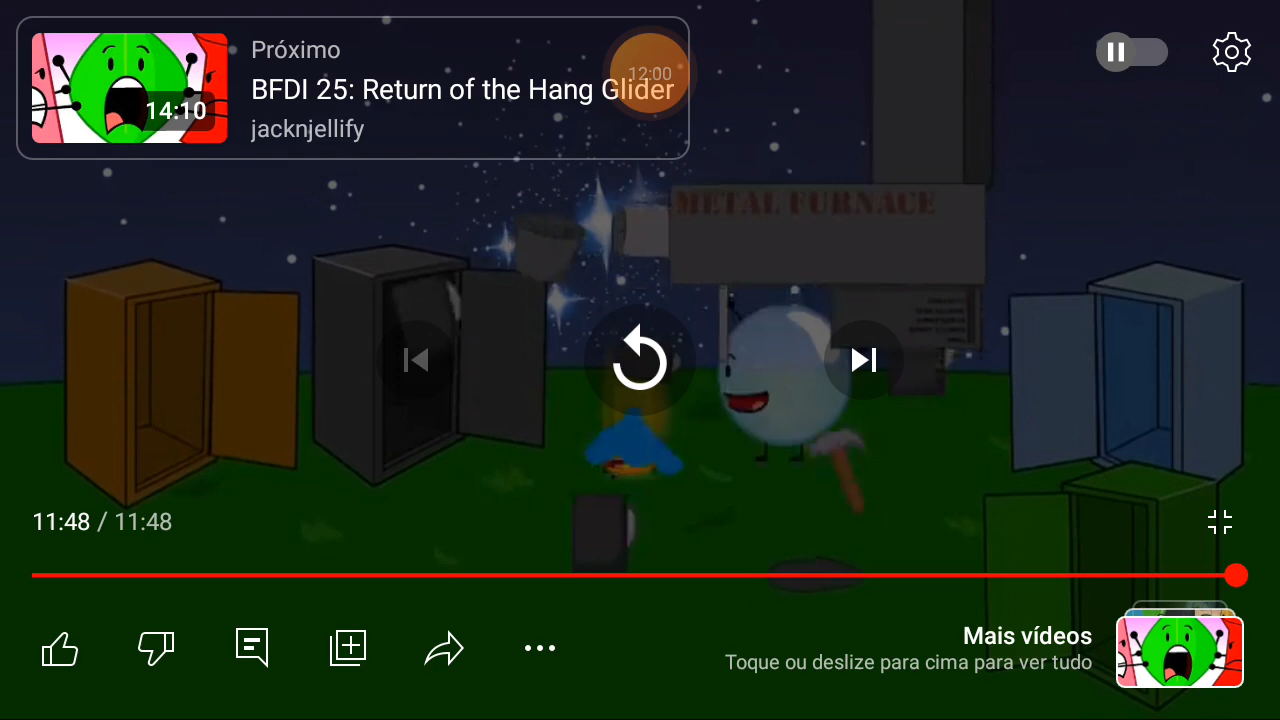 Próximo
12:00
BFDI 25: Return of the Hang Glider
14:10
jacknjellify
METAL FURNACE
11:48 / 11:48
Mais vídeos
Toque ou deslize para cima para ver tudo